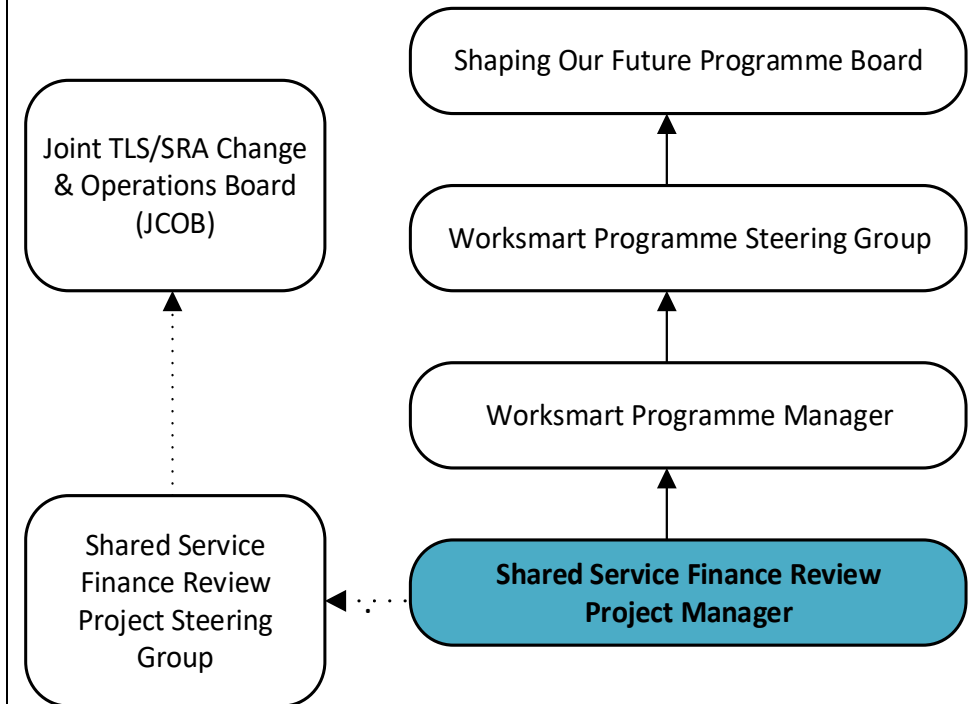 Shaping Our Future Programme Board
Joint TLS/SRA Change
& Operations Board
(JCOB)
Worksmart Programme Steering Group
Worksmart Programme Manager
Shared Service
Finance Review
Project Steering
Group
Shared Service Finance Review
Project Manager